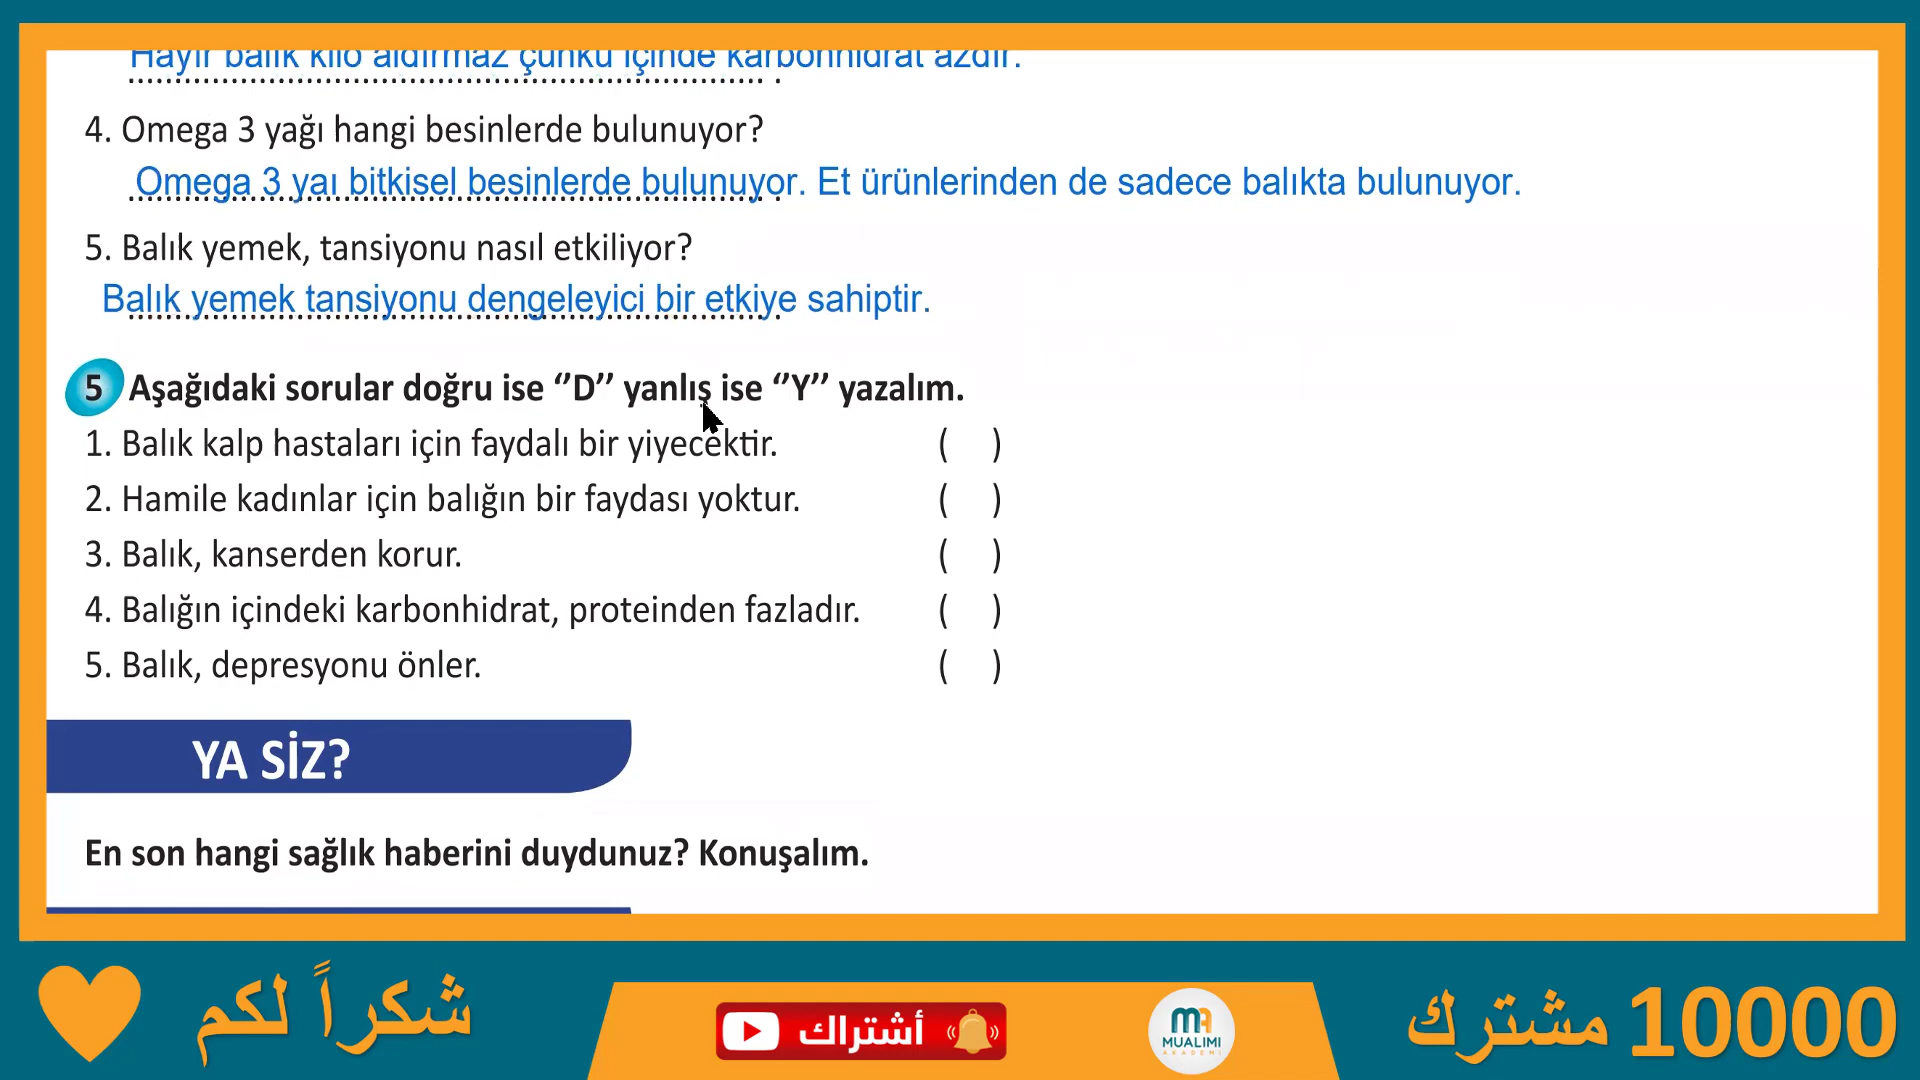 Hayır balık kilo aldırmaz çünkü içinde karbonhidrat azdır.
4. Omega 3 yağı hangi besinlerde bulunuyor?
Omega 3 yaı bitkisel besinlerde bulunuyor. Et ürünlerinden de sadece balıkta bulunuyor.
5. Balık yemek, tansiyonu nasıl etkiliyor?
Balık yemek tansiyonu dengeleyici bir etkiye sahiptir.
5 Aşağıdaki sorular doğru ise ‘‘D’’ yanlış ise ‘‘Y’’ yazalım.
1. Balık kalp hastaları için faydalı bir yiyecektir. ( )
2. Hamile kadınlar için balığın bir faydası yoktur. ( )
3. Balık, kanserden korur. ( )
4. Balığın içindeki karbonhidrat, proteinden fazladır. ( )
5. Balık, depresyonu önler. ( )
YA SİZ?
En son hangi sağlık haberini duydunuz? Konuşalım.
شكراً لكم
أشتراك
MUALIMI
AKADEMI
10000 مشترك